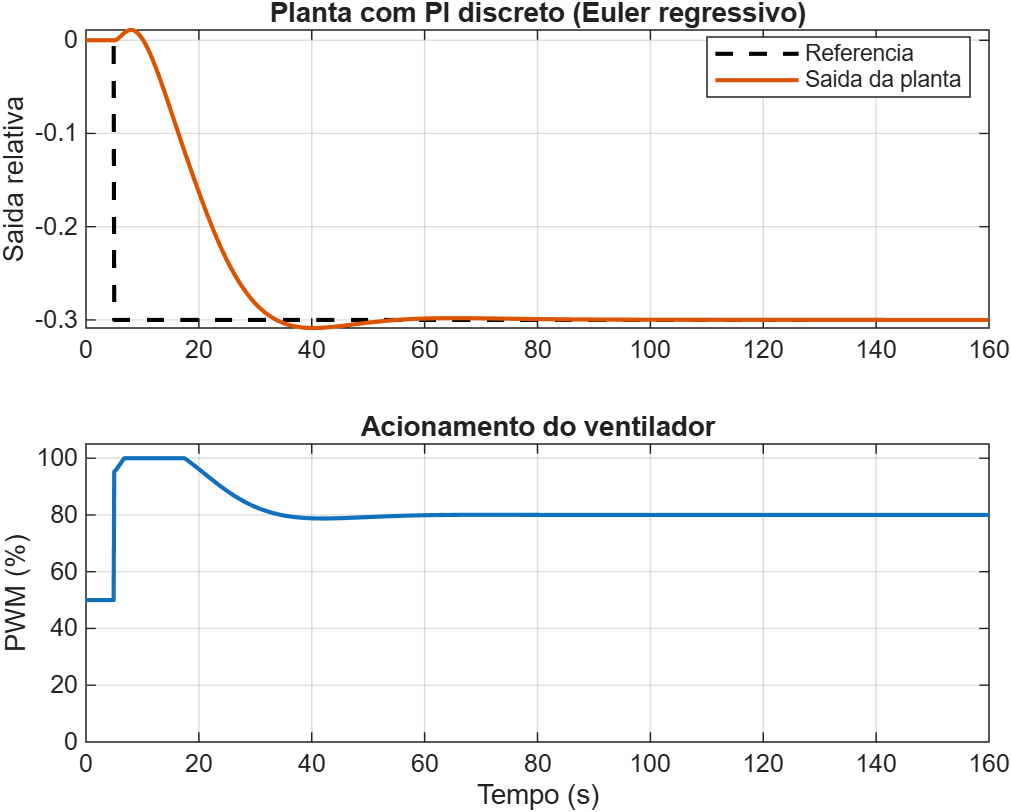 Planta com PI discreto (Euler regressivo)
Saida relativa
0
-0.1
-0.2
-0.3
Referencia
Saida da planta
0 20 40 60 80 100 120 140 160
Acionamento do ventilador
PWM (%)
100
80
60
40
20
0
0 20 40 60 80 100 120 140 160
Tempo (s)